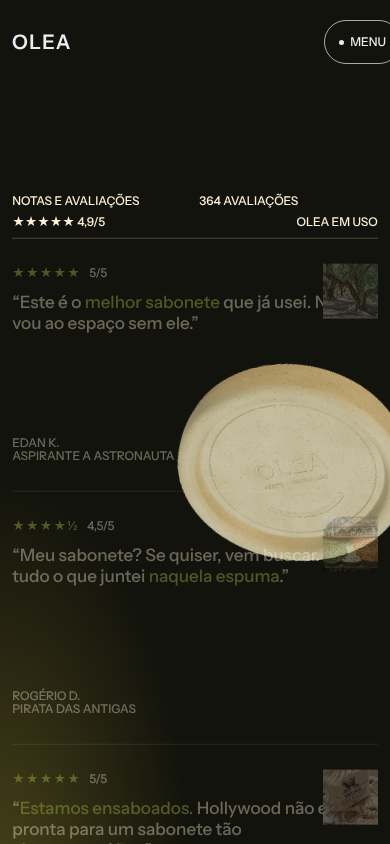 OLEA
MENU
NOTAS E AVALIAÇÕES
364 AVALIAÇÕES
★★★★★ 4,9/5
OLEA EM USO
★★★★★ 5/5
“Este é o melhor sabonete que já usei.
vou ao espaço sem ele.”
OLEA
EDAN K.
ASPIRANTE A ASTRONAUTA
★★★★½ 4,5/5
“Meu sabonete? Se quiser, vem buscar.
tudo o que juntei naquela espuma.”
ROGÉRIO D.
PIRATA DAS ANTIGAS
★★★★★ 5/5
“Estamos ensaboados. Hollywood não
pronta para um sabonete tão